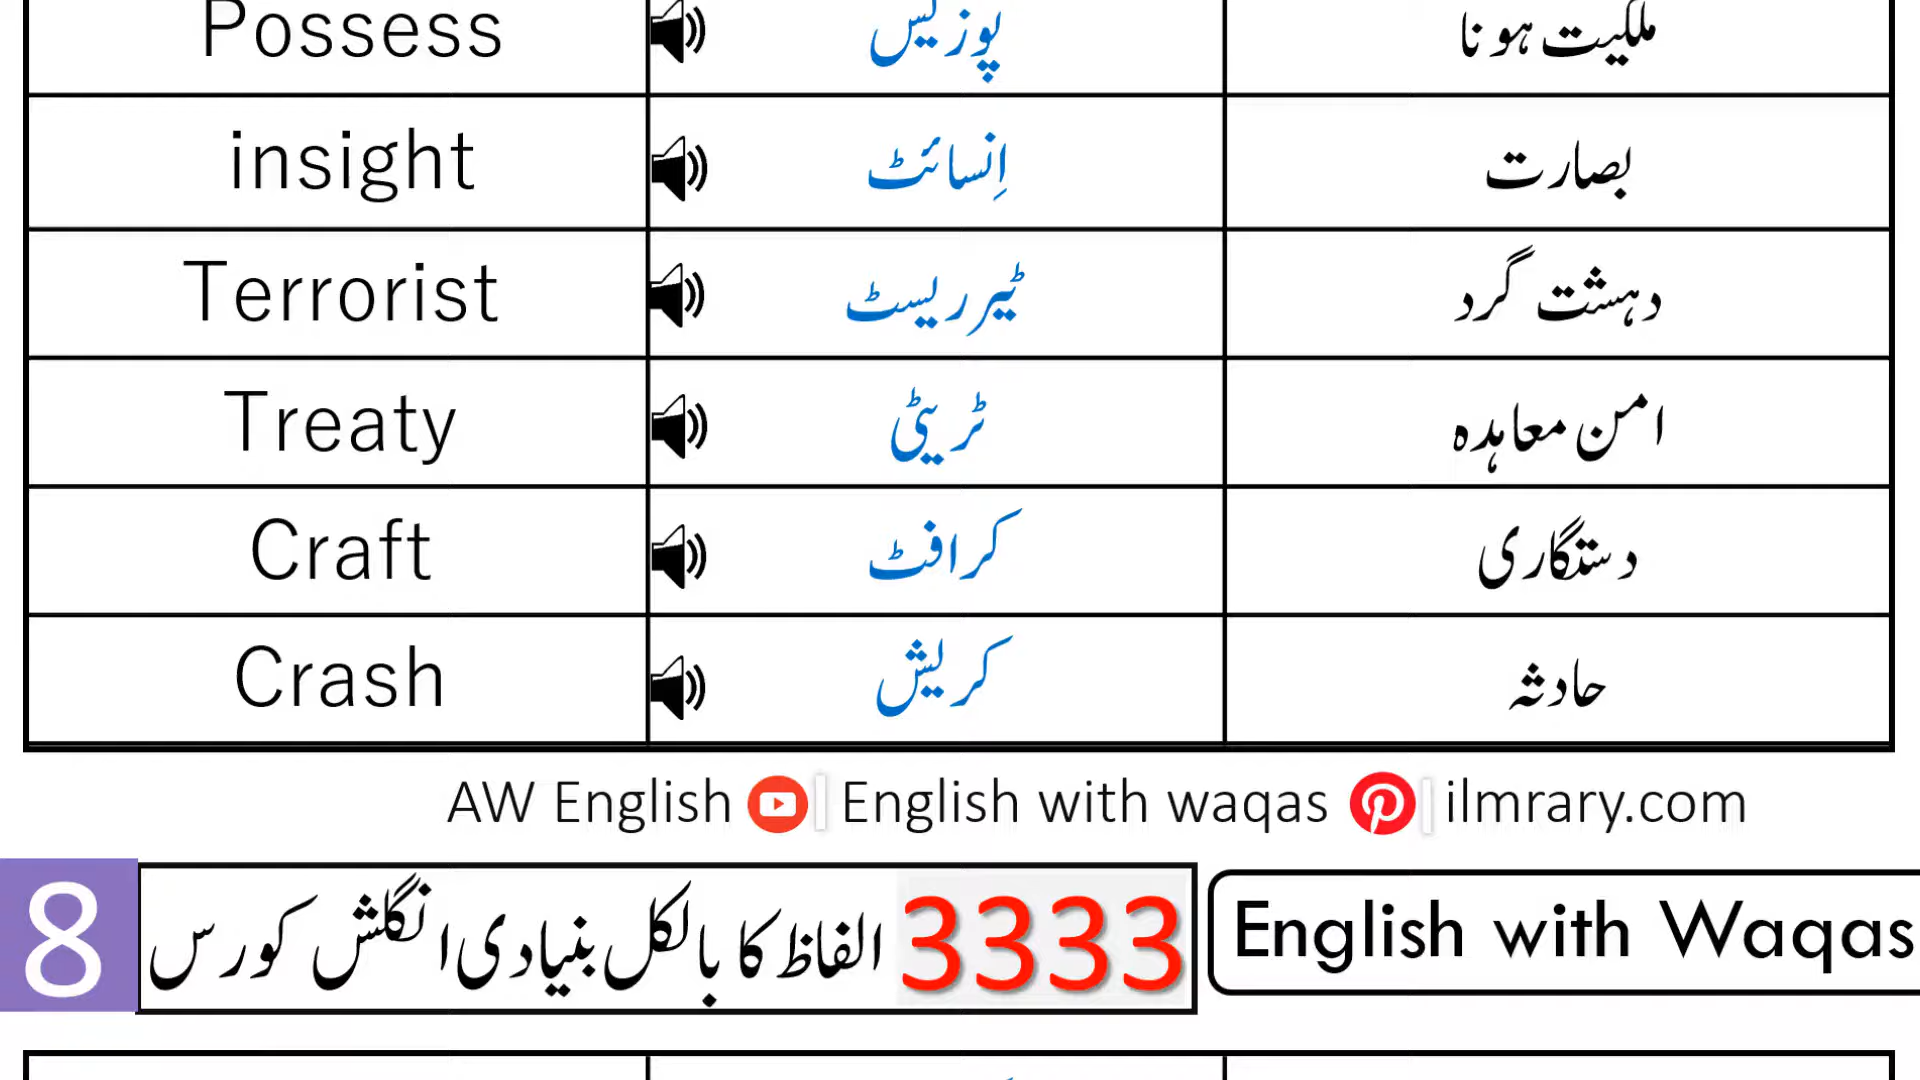 Possess پوزیس ملکیت ہونا
insight اِنسائٹ بصارت
Terrorist ٹیرریسٹ دہشت گرد
Treaty ٹریٹی امن معاہدہ
Craft کرافٹ دستگاری
Crash کریش حادثہ
AW English | English with waqas | ilmrary.com
8 3333 الفاظ کا بالکل بنیادی انگلش کورس English with Waqas